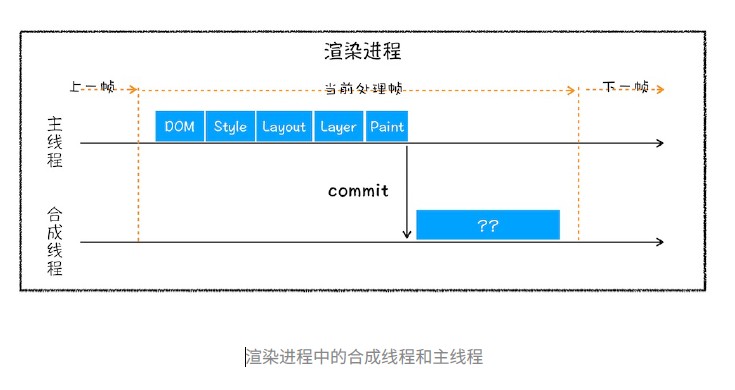 渲染进程
上一帧 当前处理帧 下一帧
主线程
DOM Style Layout Layer Paint
commit
合成线程
??
渲染进程中的合成线程和主线程